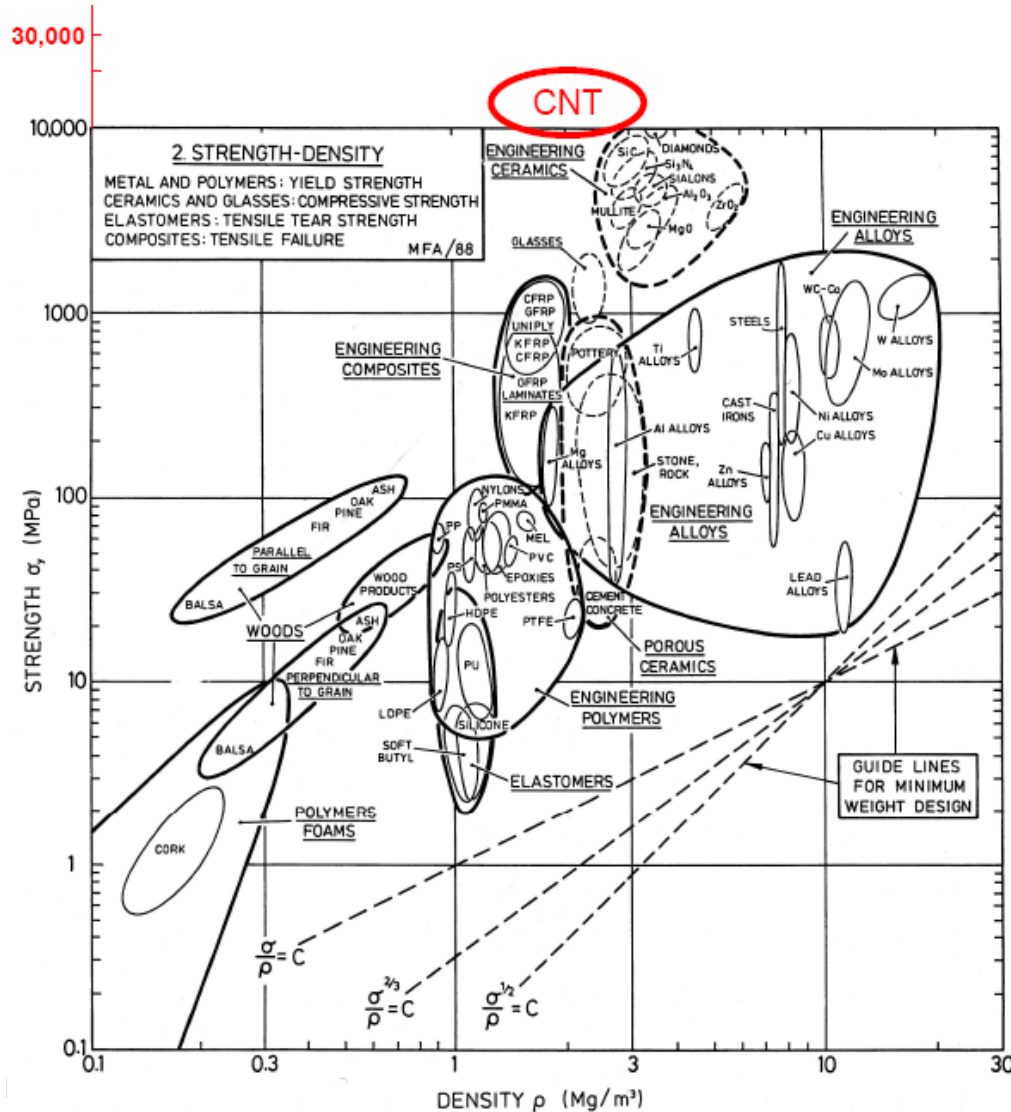 30,000
CNT
10,000
2. STRENGTH-DENSITY
METAL AND POLYMERS: YIELD STRENGTH
CERAMICS AND GLASSES: COMPRESSIVE STRENGTH
ELASTOMERS: TENSILE TEAR STRENGTH
COMPOSITES: TENSILE FAILURE
MFA/88
ENGINEERING
CERAMICS
SiC
DIAMONDS
Si₃N₄
SIALONS
Al₂O₃
MULLITE
ZrO₂
MgO
GLASSES
ENGINEERING
ALLOYS
1000
CFRP
GFRP
UNIPLY
KFRP
CFRP
ENGINEERING
COMPOSITES
GFRP
LAMINATES
KFRP
POTTERY
Ti
ALLOYS
STEELS
WC-Co
W ALLOYS
Mo ALLOYS
CAST
IRONS
Ni ALLOYS
Cu ALLOYS
Al ALLOYS
Mg
ALLOYS
STONE,
ROCK
Zn
ALLOYS
ENGINEERING
ALLOYS
100
ASH
OAK
PINE
FIR
PARALLEL
TO GRAIN
BALSA
WOODS
WOOD
PRODUCTS
NYLONS
PMMA
PP
MEL
PS
PVC
EPOXIES
POLYESTERS
HDPE
PTFE
CEMENT
CONCRETE
LEAD
ALLOYS
POROUS
CERAMICS
ASH
OAK
PINE
FIR
PERPENDICULAR
TO GRAIN
BALSA
10
PU
LDPE
SILICONE
SOFT
BUTYL
ENGINEERING
POLYMERS
ELASTOMERS
GUIDE LINES
FOR MINIMUM
WEIGHT DESIGN
POLYMERS
FOAMS
CORK
1
σ/ρ = C
σ^2/3/ρ = C
σ^1/2/ρ = C
0.1
STRENGTH σ, (MPa)
0.1
0.3
1
3
10
30
DENSITY ρ (Mg/m³)